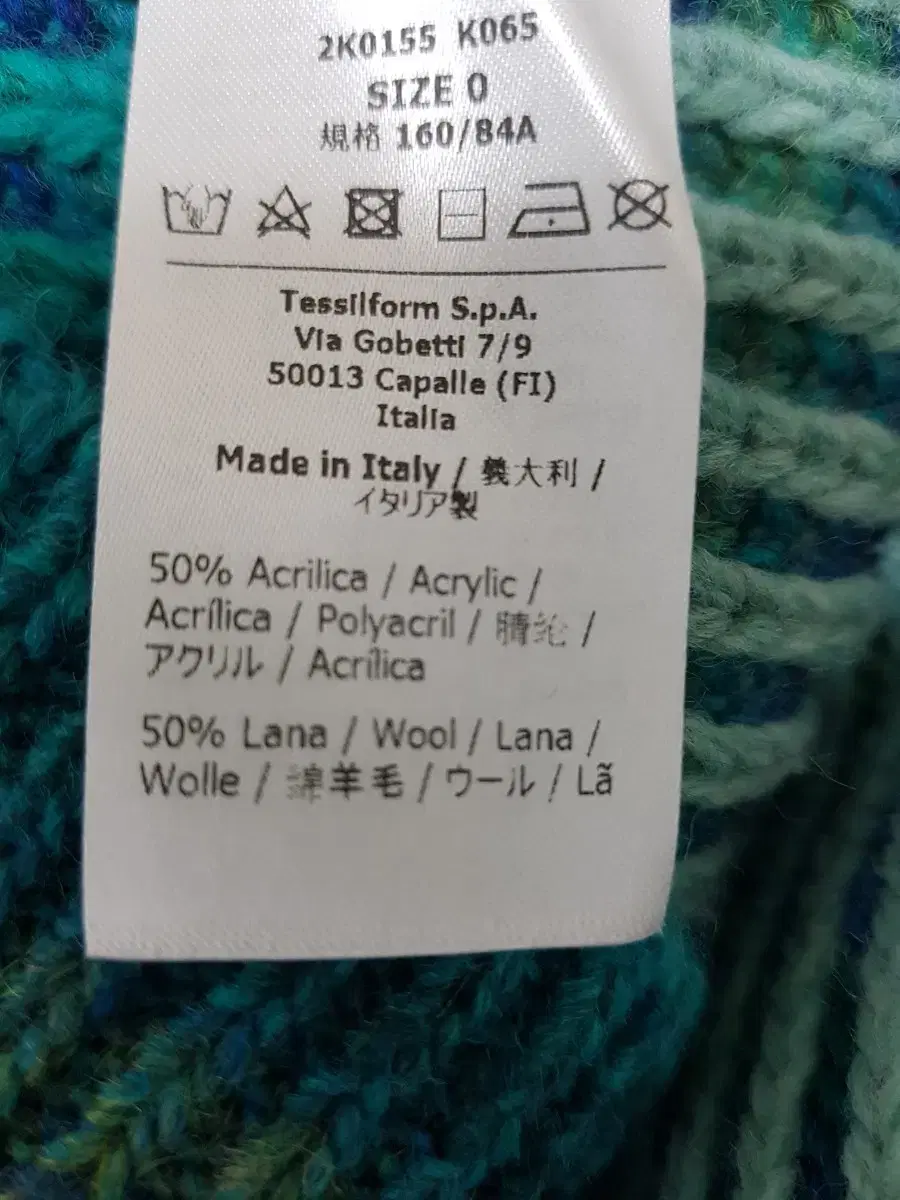 2K0155 K065
SIZE 0
規格 160/84A
Tessilform S.p.A.
Via Gobetti 7/9
50013 Capalle (FI)
Italia
Made in Italy / 義大利 /
イタリア製
50% Acrilica / Acrylic /
Acrílica / Polyacril / 腈纶 /
アクリル / Acrílica
50% Lana / Wool / Lana /
Wolle / 綿羊毛 / ウール / Lã